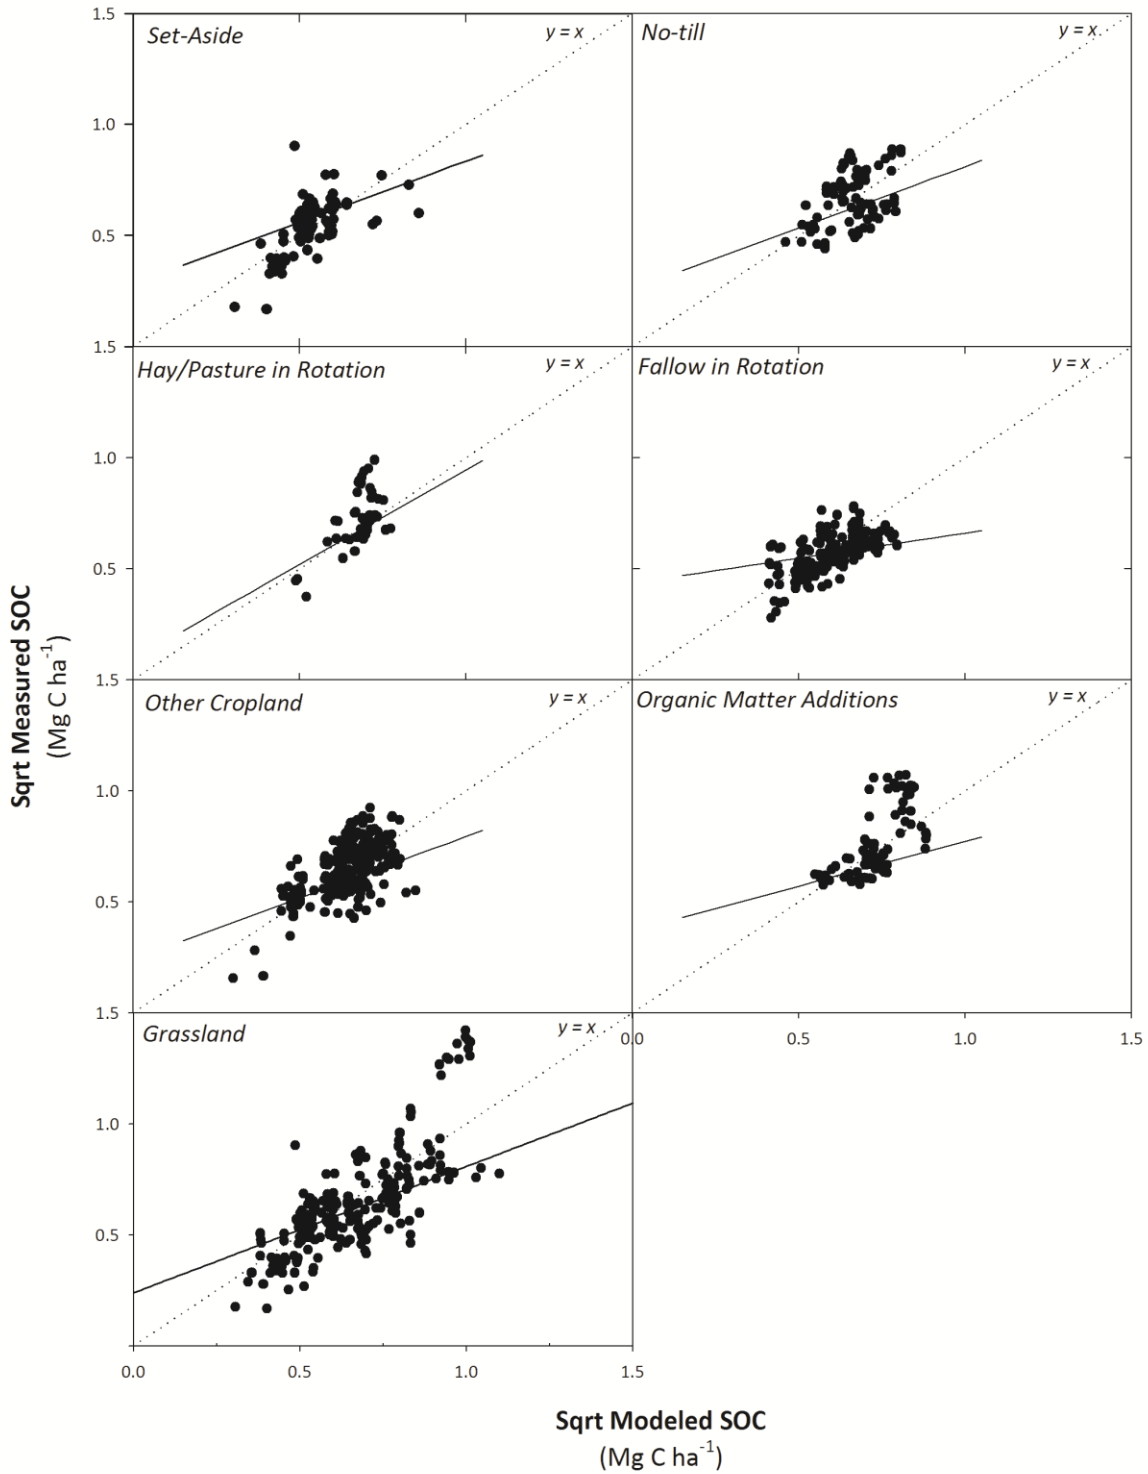 1.5
Set-Aside
y = x
No-till
y = x
1.0
0.5
1.5
Hay/Pasture in Rotation
y = x
Fallow in Rotation
y = x
1.0
0.5
1.5
Other Cropland
y = x
Organic Matter Additions
y = x
1.0
0.5
1.5
Grassland
y = x
0.0
0.5
1.0
1.5
1.0
0.5
0.0
0.5
1.0
1.5
Sqrt Measured SOC
(Mg C ha⁻¹)
Sqrt Modeled SOC
(Mg C ha⁻¹)